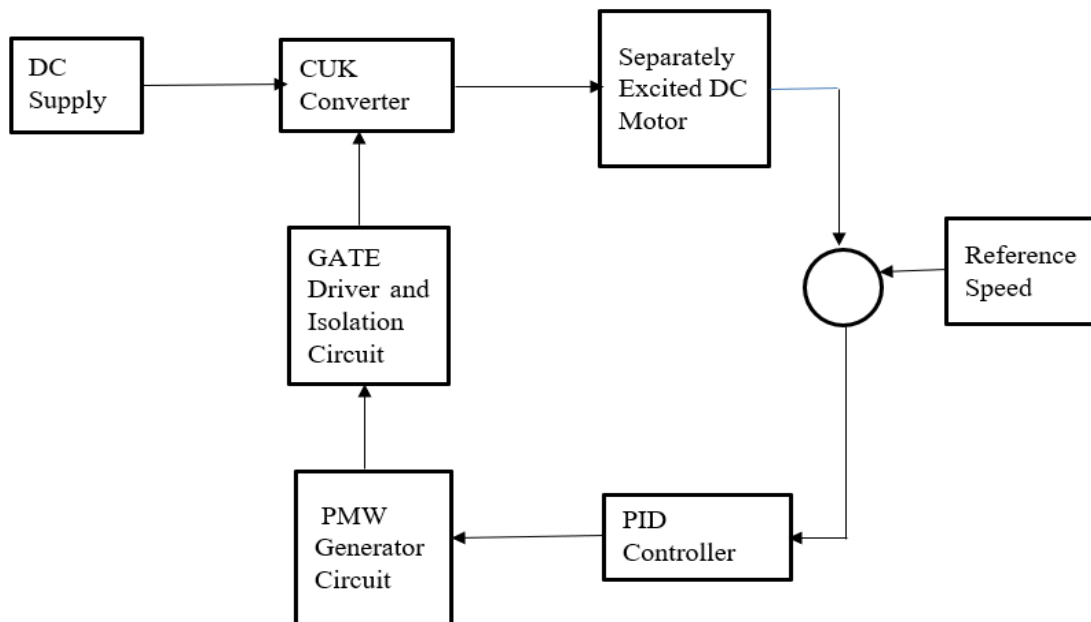 DC
Supply
CUK
Converter
Separately
Excited DC
Motor
GATE
Driver and
Isolation
Circuit
Reference
Speed
PMW
Generator
Circuit
PID
Controller